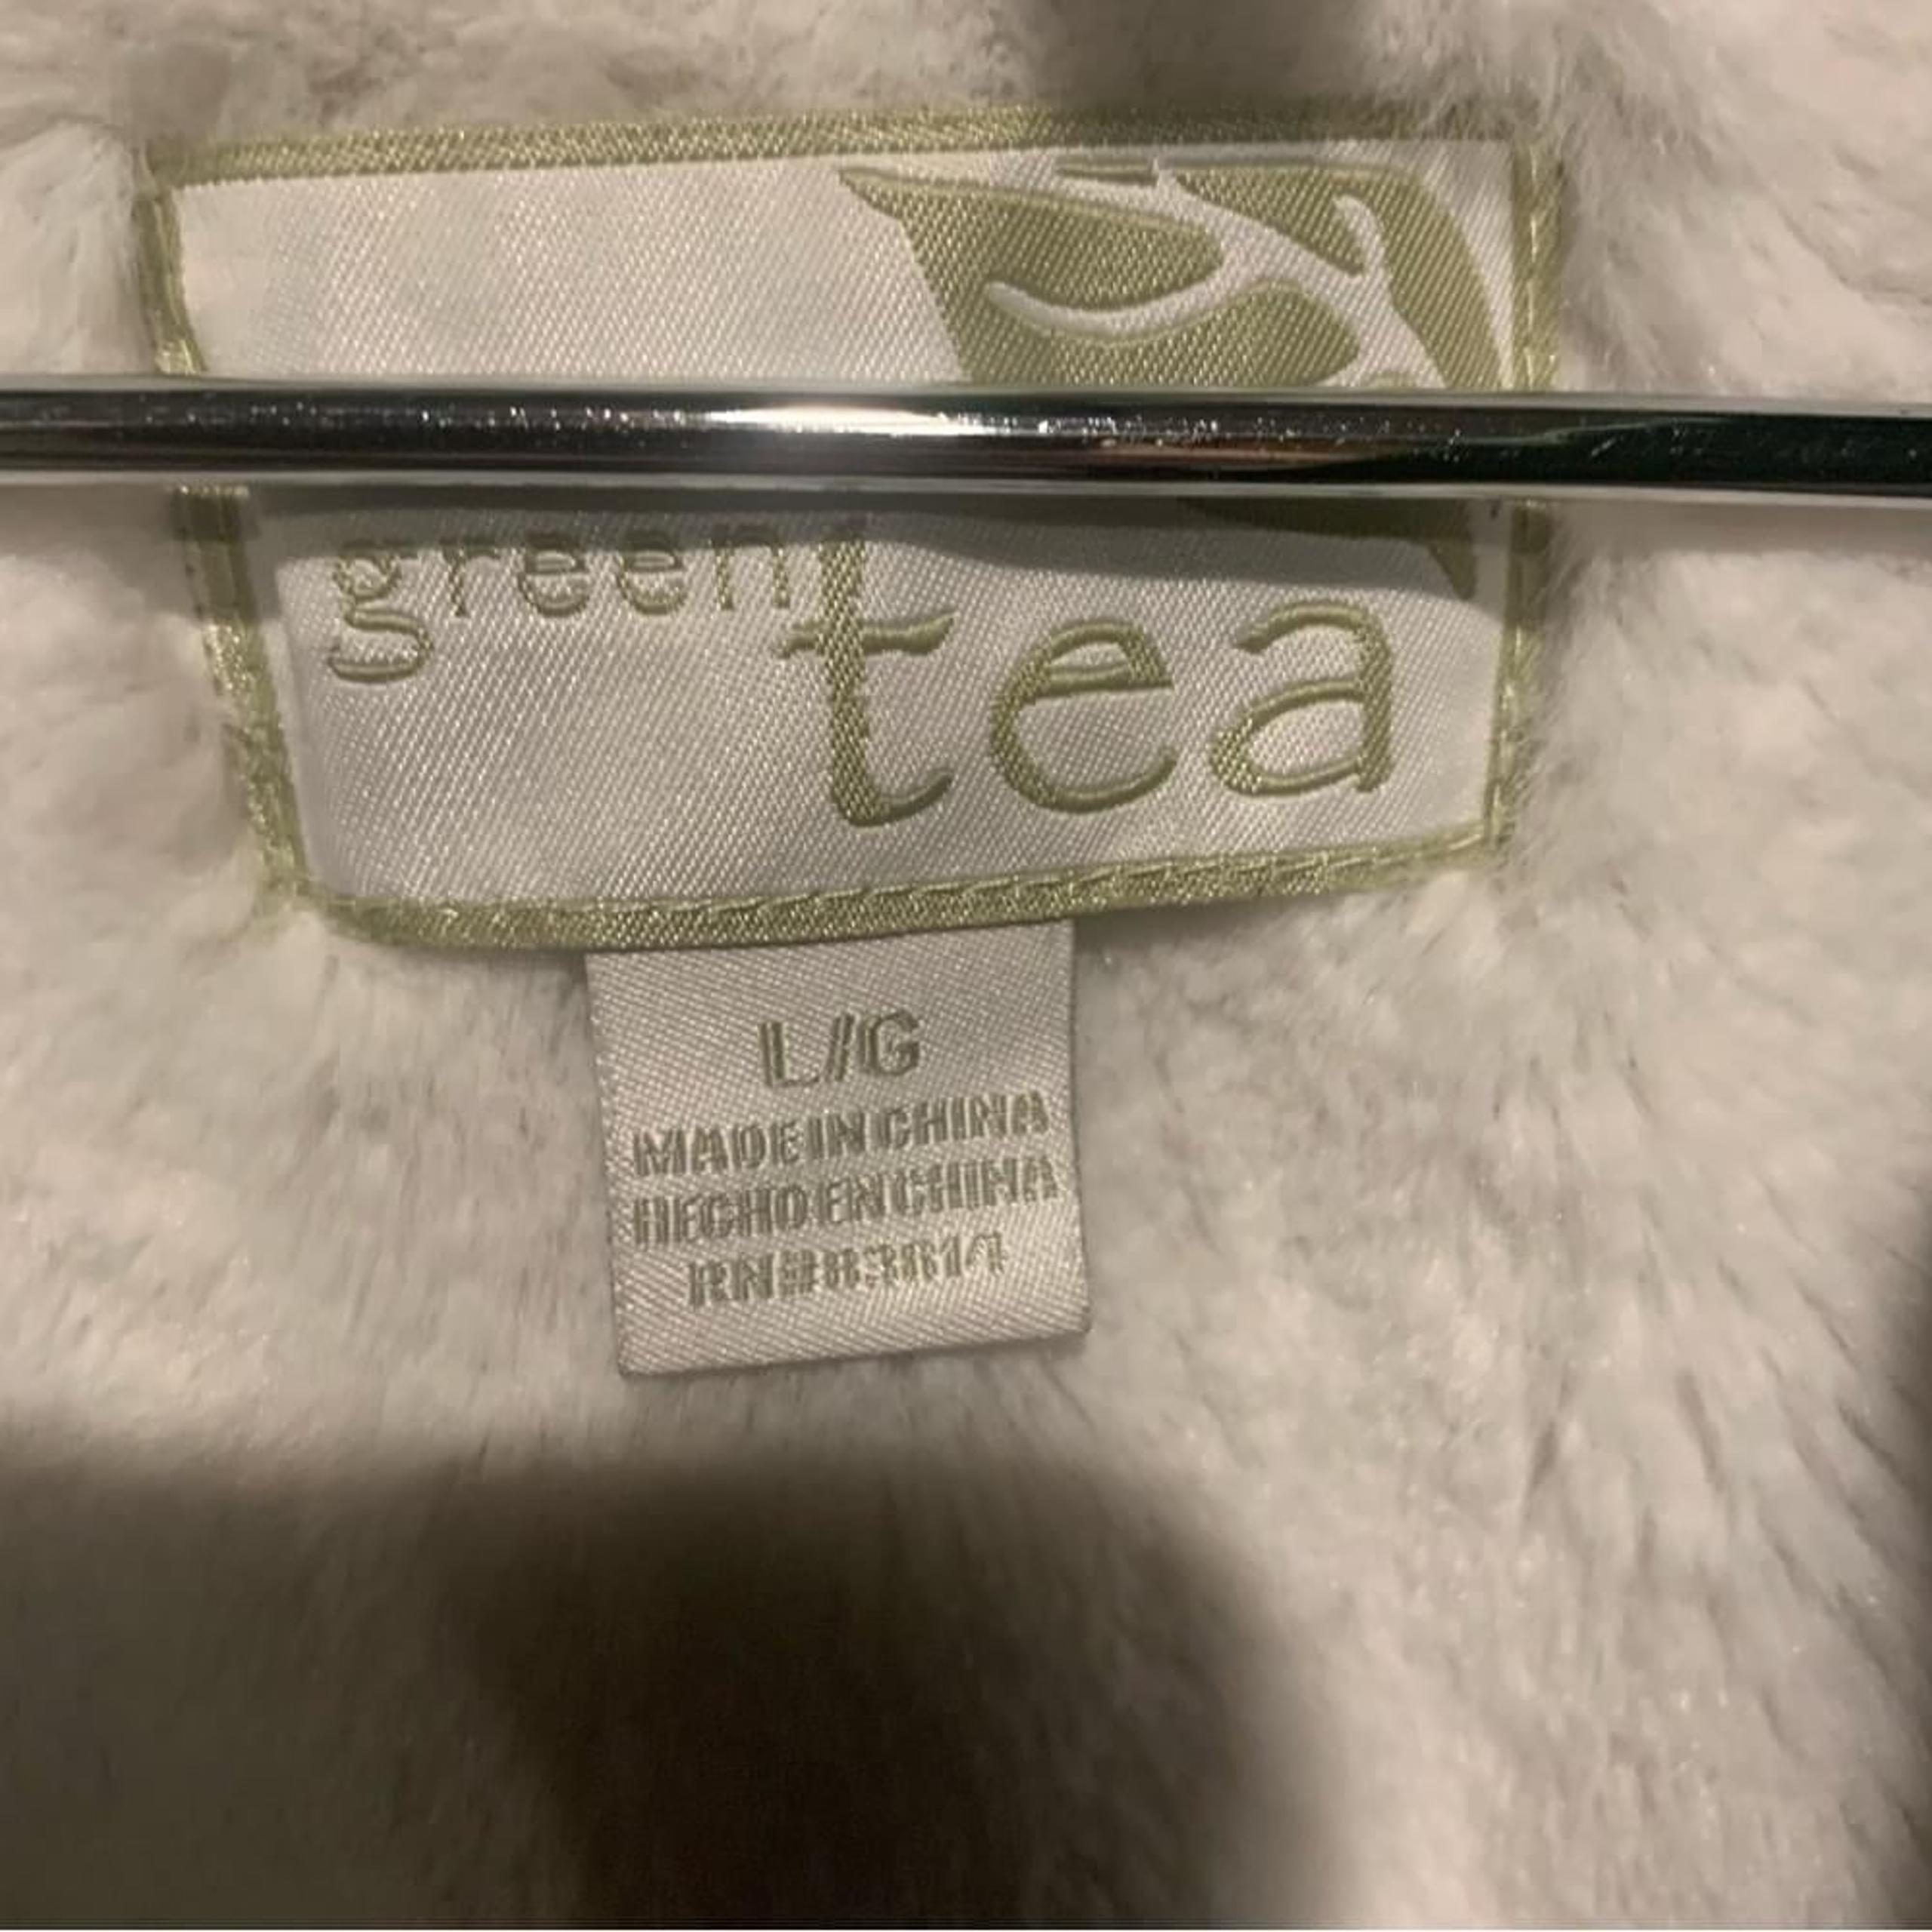 green
tea
L/G
MADE IN CHINA
HECHO EN CHINA